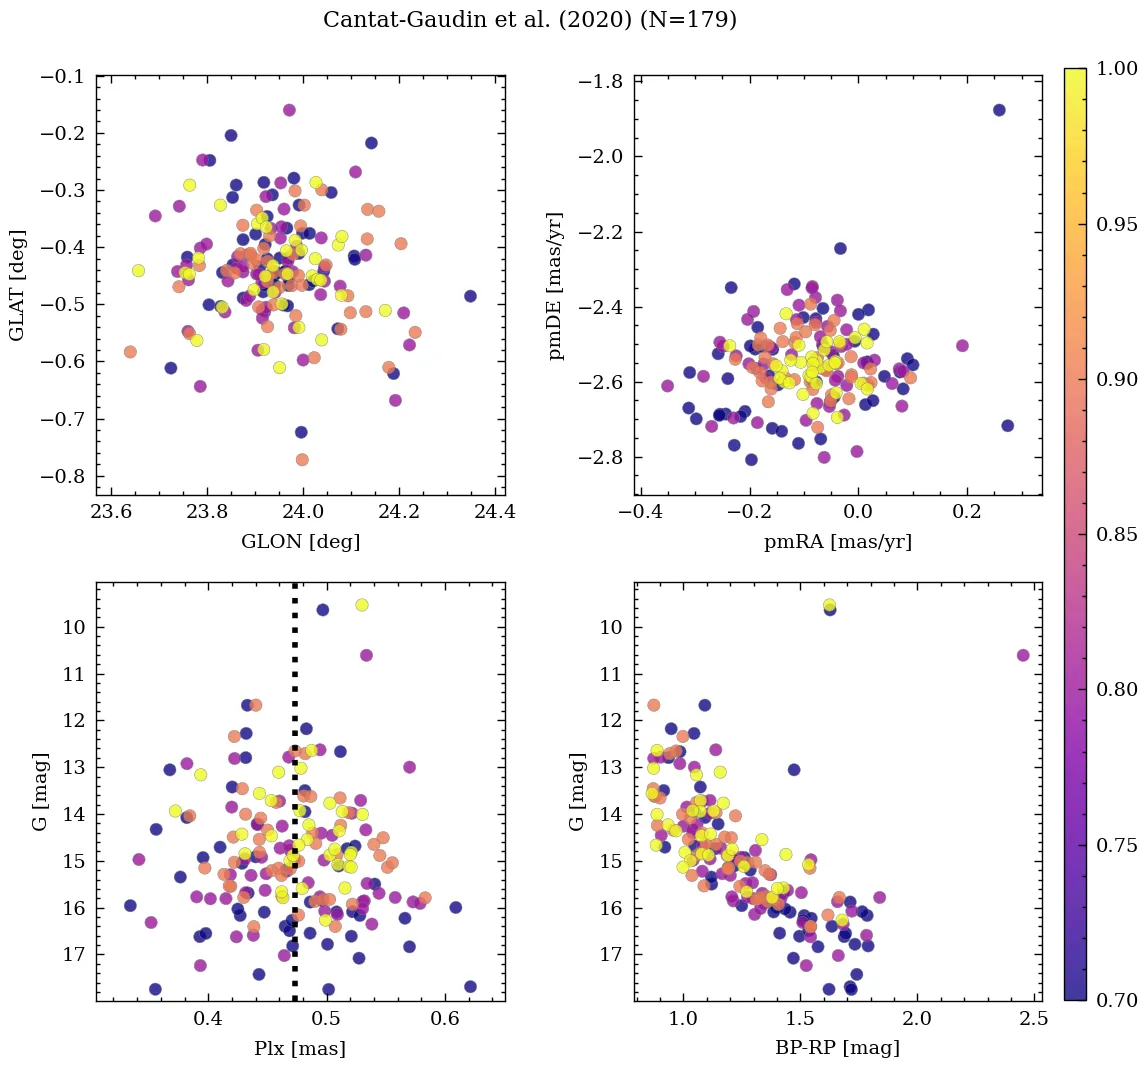 Cantat-Gaudin et al. (2020) (N=179)
−0.1
−0.2
−0.3
−0.4
−0.5
−0.6
−0.7
−0.8
GLAT [deg]
23.6 23.8 24.0 24.2 24.4
GLON [deg]
−1.8
−2.0
−2.2
−2.4
−2.6
−2.8
pmDE [mas/yr]
−0.4 −0.2 0.0 0.2
pmRA [mas/yr]
10
11
12
13
14
15
16
17
G [mag]
0.4 0.5 0.6
Plx [mas]
10
11
12
13
14
15
16
17
G [mag]
1.0 1.5 2.0 2.5
BP-RP [mag]
1.00
0.95
0.90
0.85
0.80
0.75
0.70